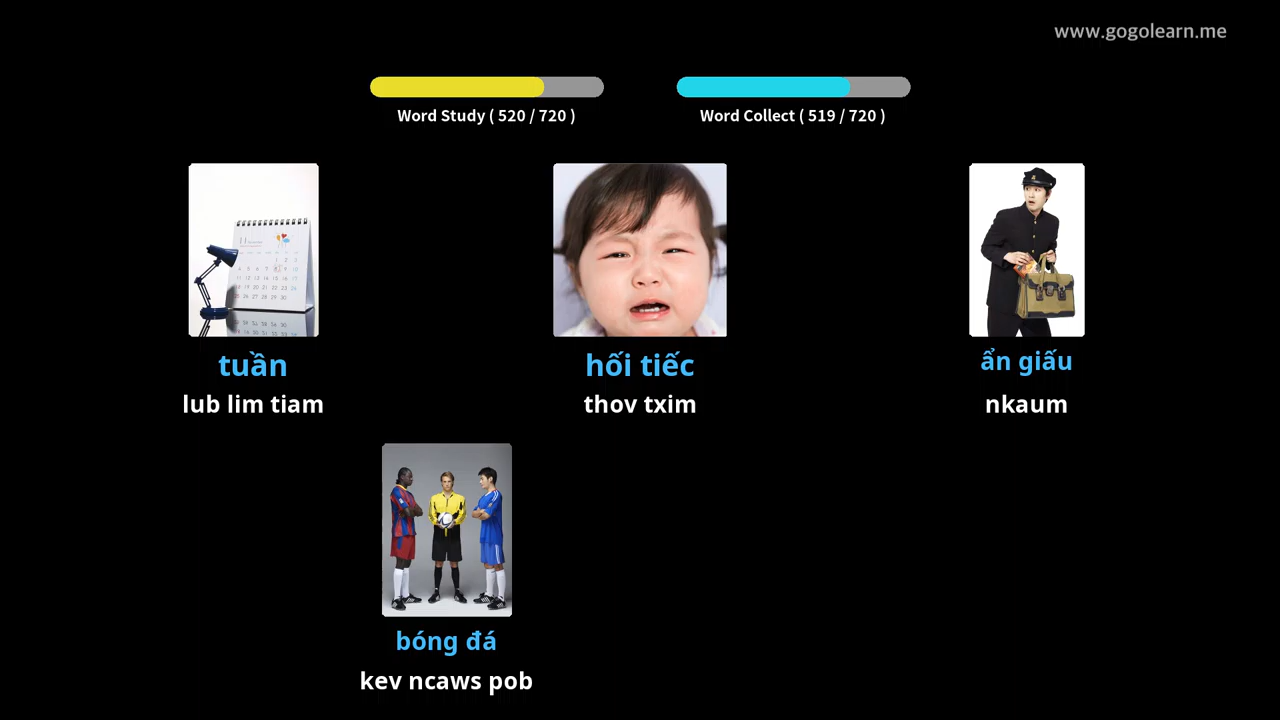 www.gogolearn.me
Word Study ( 520 / 720 )
Word Collect ( 519 / 720 )
tuần
hối tiếc
ẩn giấu
lub lim tiam
thov txim
nkaum
bóng đá
kev ncaws pob